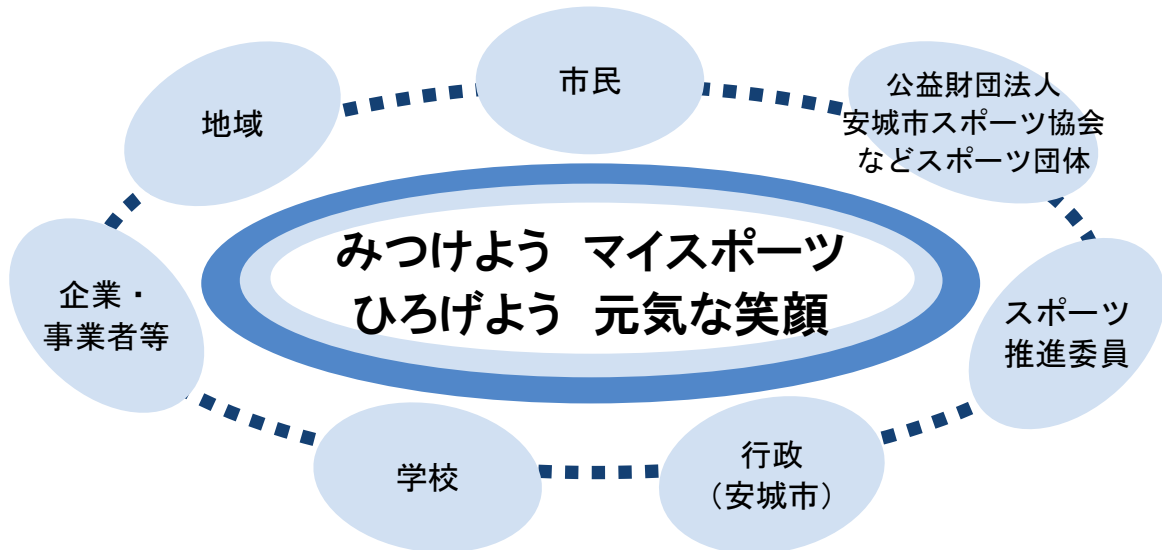 市民
公益財団法人
安城市スポーツ協会
などスポーツ団体
地域
みつけよう マイスポーツ
ひろげよう 元気な笑顔
企業・
事業者等
スポーツ
推進委員
学校
行政
(安城市)